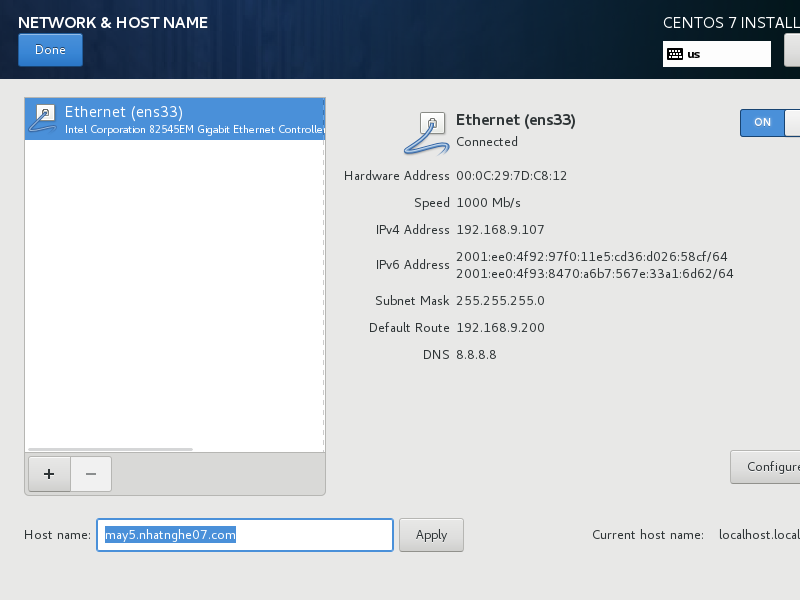 NETWORK & HOST NAME
CENTOS 7 INSTALL
Done
us
Ethernet (ens33)
Intel Corporation 82545EM Gigabit Ethernet Controller
Ethernet (ens33)
Connected
ON
Hardware Address 00:0C:29:7D:C8:12
Speed 1000 Mb/s
IPv4 Address 192.168.9.107
IPv6 Address 2001:ee0:4f92:97f0:11e5:cd36:d026:58cf/64
2001:ee0:4f93:8470:a6b7:567e:33a1:6d62/64
Subnet Mask 255.255.255.0
Default Route 192.168.9.200
DNS 8.8.8.8
+
−
Configure
Host name: may5.nhatnghe07.com
Apply
Current host name: localhost.local